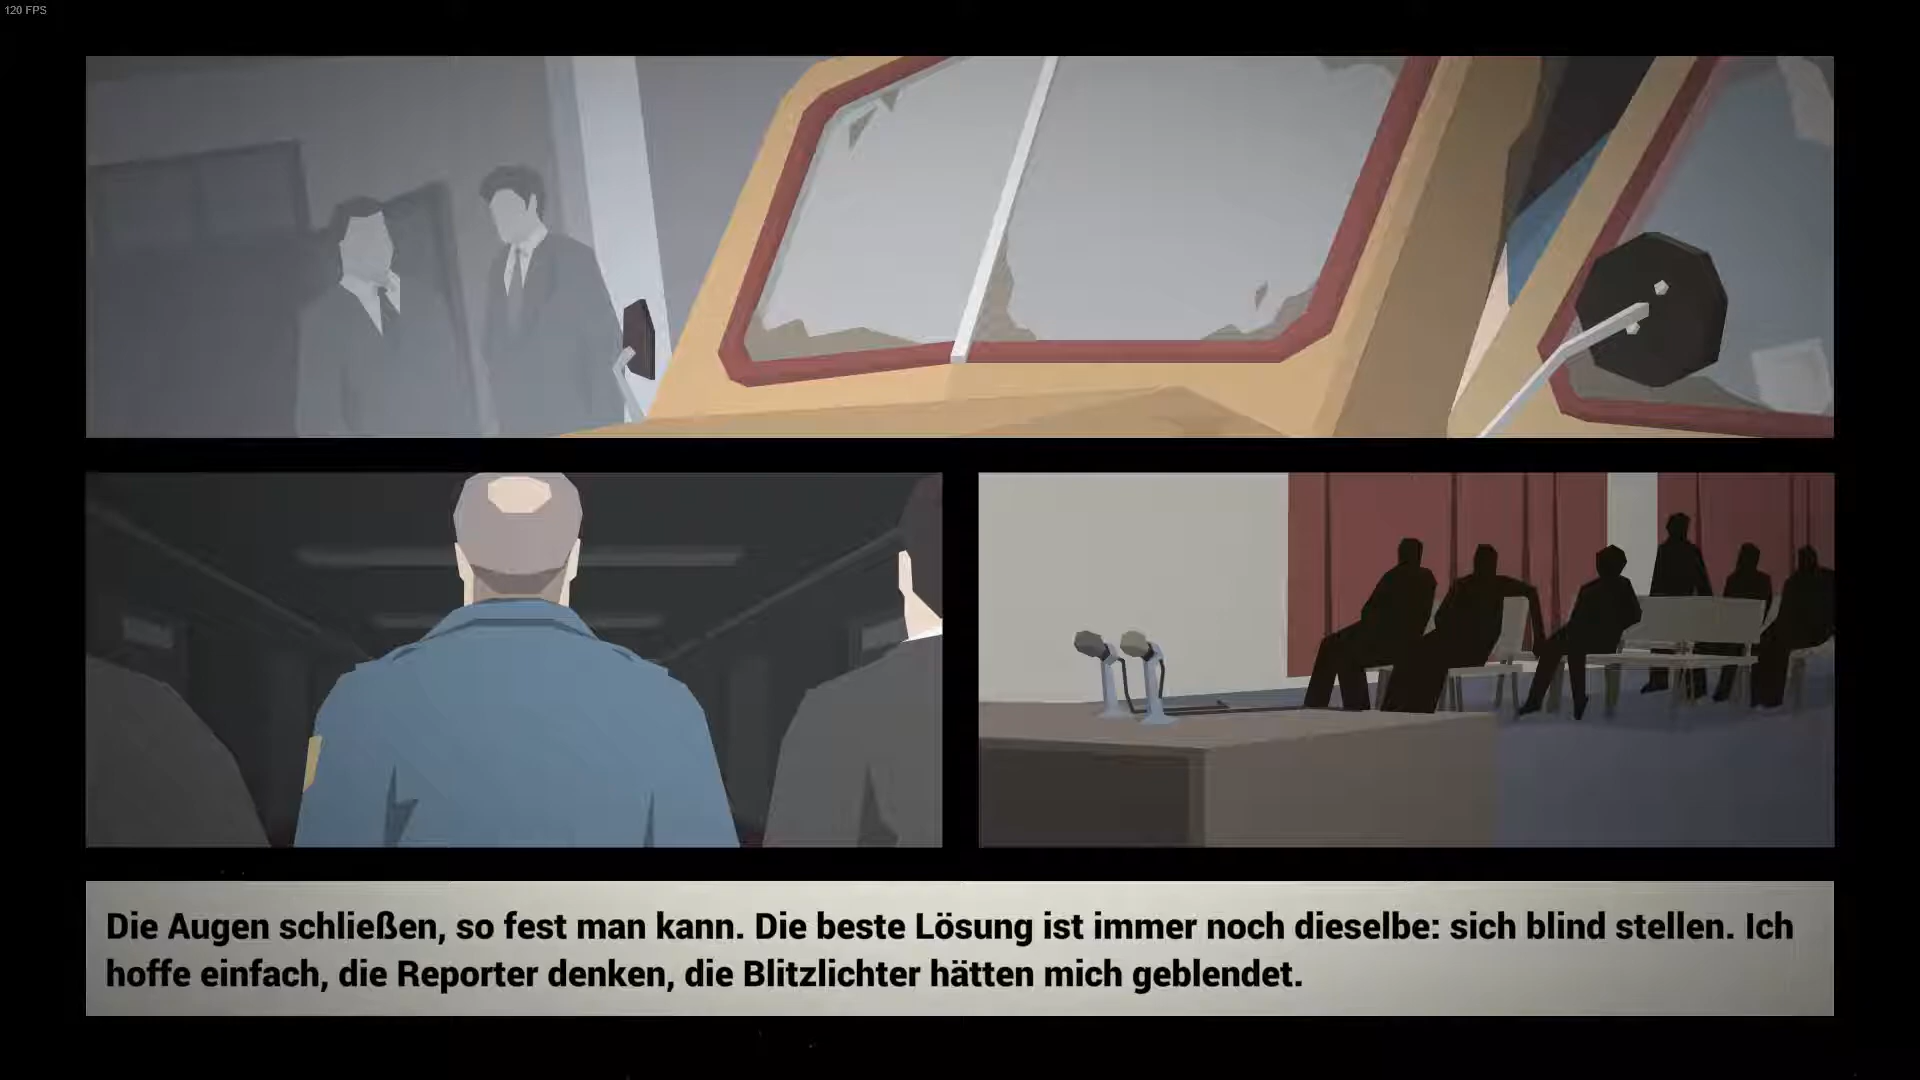 120 FPS
Die Augen schließen, so fest man kann. Die beste Lösung ist immer noch dieselbe: sich blind stellen. Ich
hoffe einfach, die Reporter denken, die Blitzlichter hätten mich geblendet.